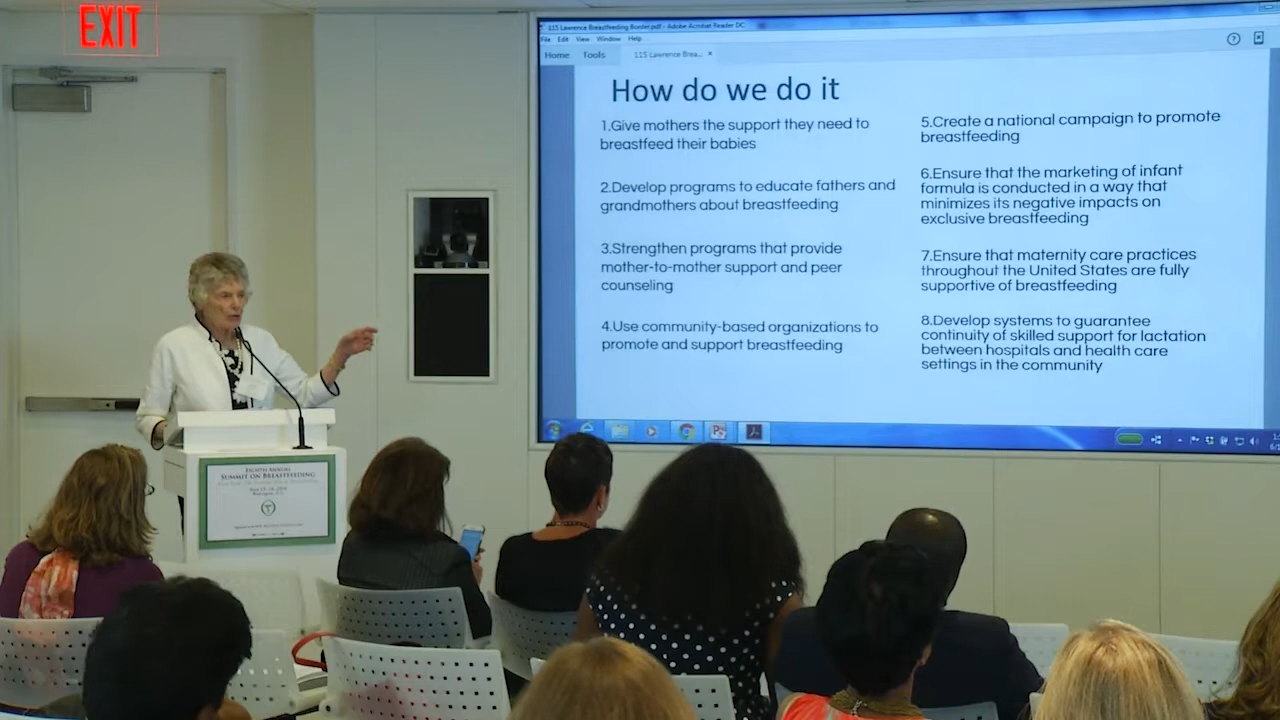 EXIT
115 Lawrence Breastfeeding Booster.pdf - Adobe Acrobat Reader DC
File Edit View Window Help
Home Tools 115 Lawrence Brea... ×
How do we do it
1.Give mothers the support they need to
breastfeed their babies
2.Develop programs to educate fathers and
grandmothers about breastfeeding
3.Strengthen programs that provide
mother-to-mother support and peer
counseling
4.Use community-based organizations to
promote and support breastfeeding
5.Create a national campaign to promote
breastfeeding
6.Ensure that the marketing of infant
formula is conducted in a way that
minimizes its negative impacts on
exclusive breastfeeding
7.Ensure that maternity care practices
throughout the United States are fully
supportive of breastfeeding
8.Develop systems to guarantee
continuity of skilled support for lactation
between hospitals and health care
settings in the community
EIGHTH ANNUAL
SUMMIT ON BREASTFEEDING